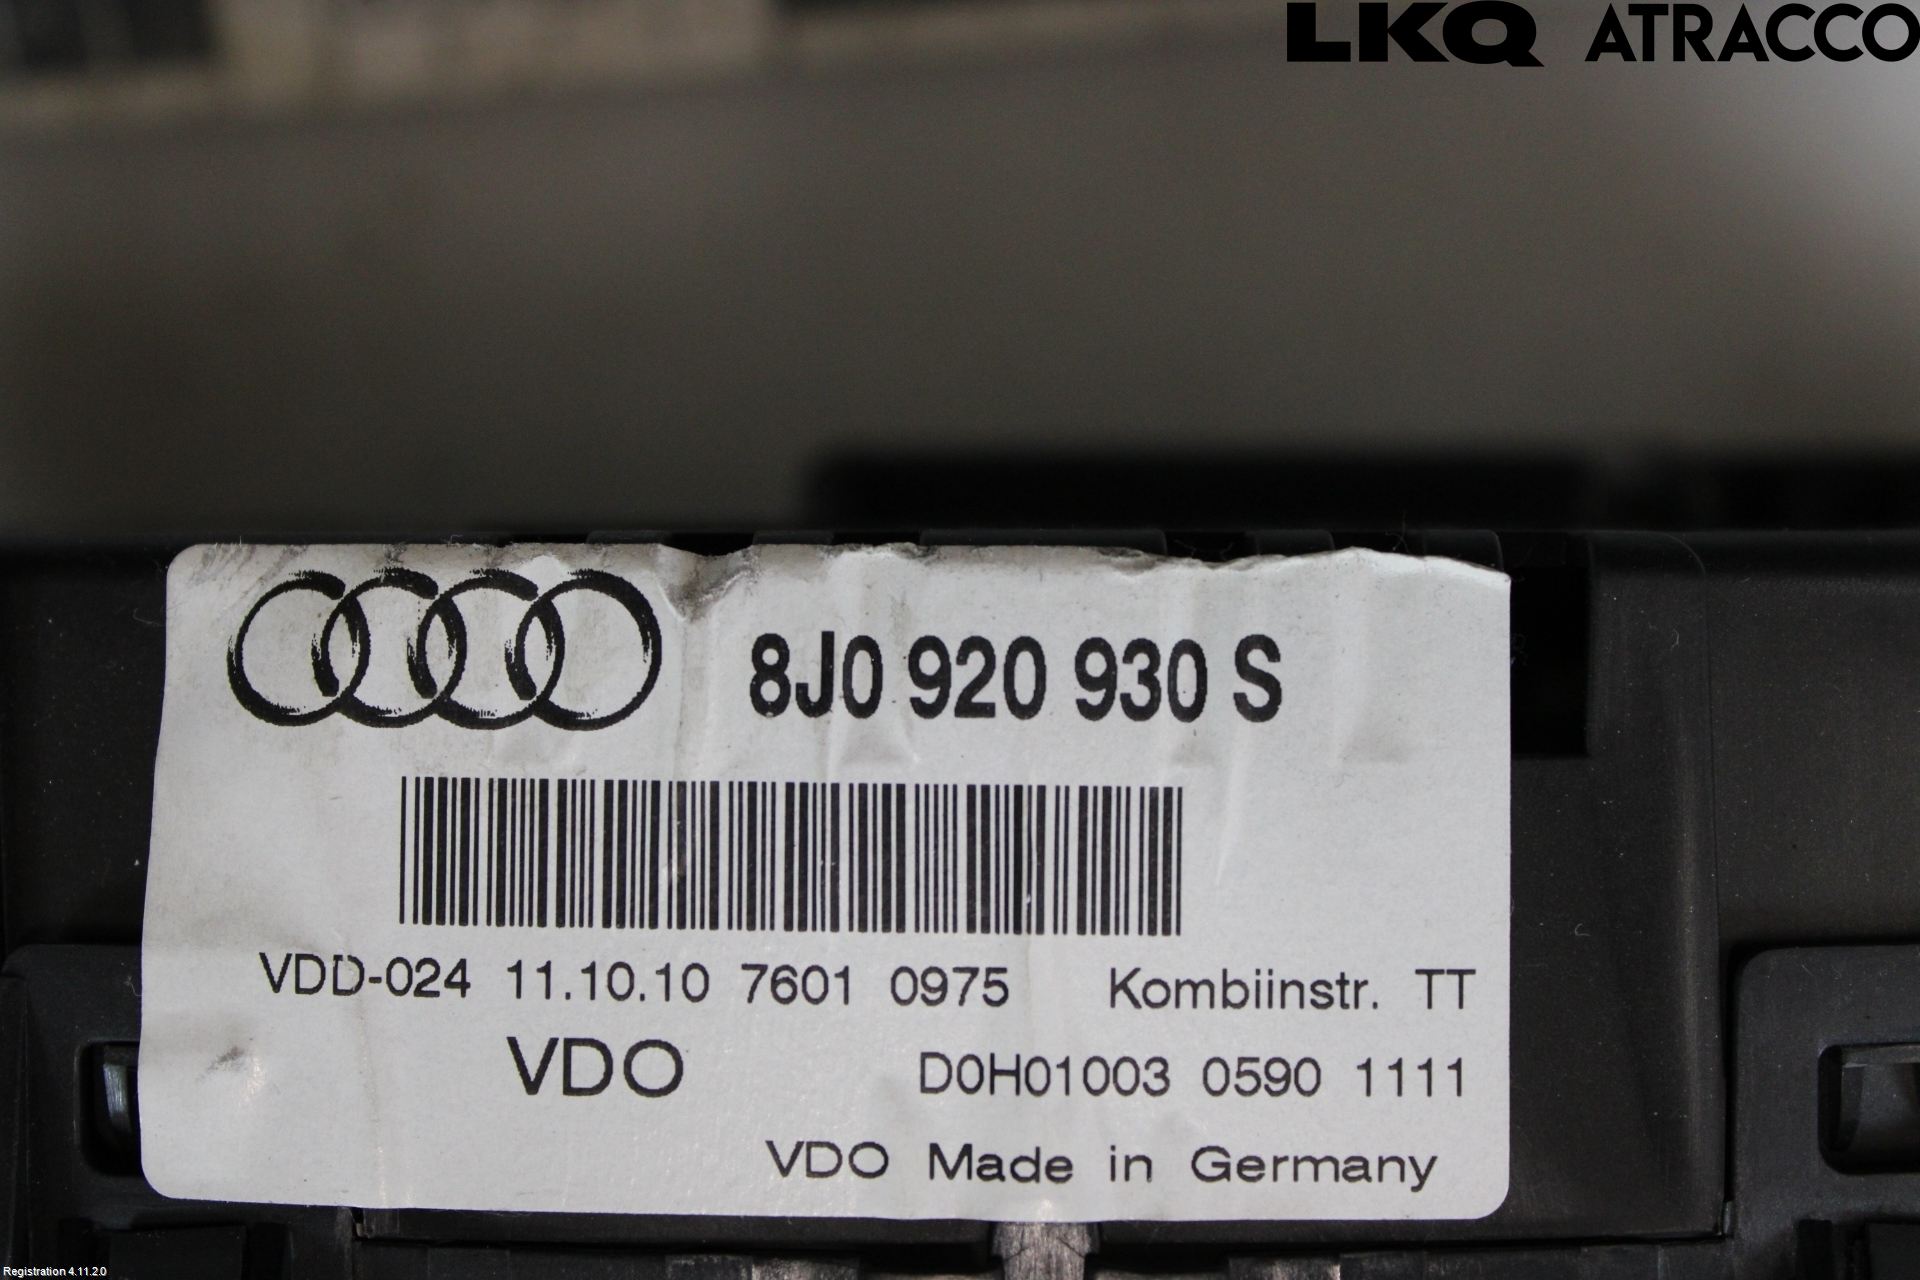 LKQ ATRACCO
8J0 920 930 S
VDD-024 11.10.10 7601 0975 Kombiinstr. TT
VDO D0H01003 0590 1111
VDO Made in Germany
Registration 4.11.2.0